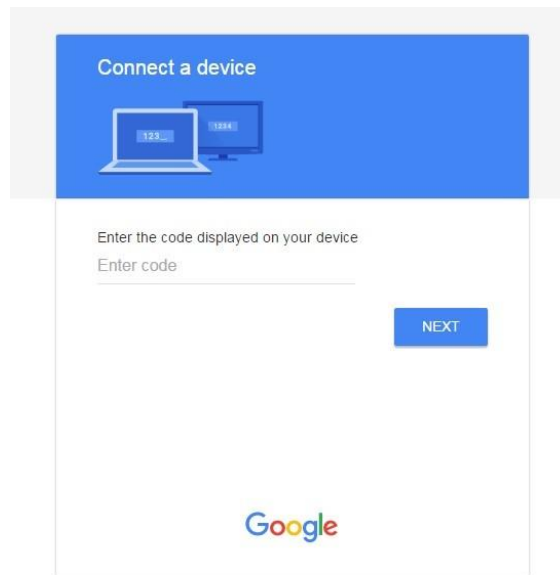 Connect a device
123_
1234
Enter the code displayed on your device
Enter code
NEXT
Google